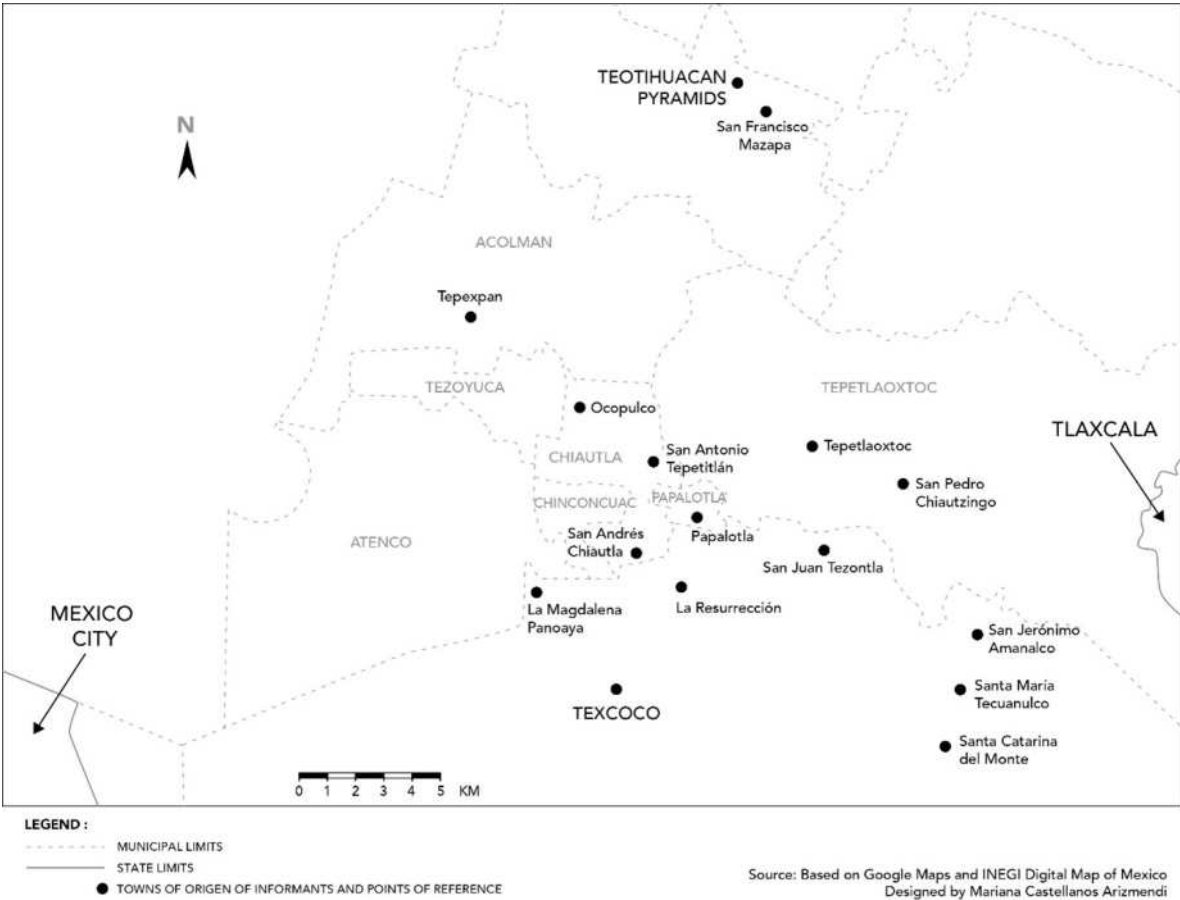 TEOTIHUACAN
PYRAMIDS
San Francisco
Mazapa
N
ACOLMAN
Tepexpan
TEZOYUCA
TEPETLAOXTOC
Ocopulco
TLAXCALA
CHIAUTLA
San Antonio
Tepetitlán
Tepetlaoxtoc
San Pedro
Chiautzingo
CHINCONCUAC
PAPALOTLA
ATENCO
San Andrés
Chiautla
Papalotla
San Juan Tezontla
La Magdalena
Panoaya
La Resurrección
MEXICO
CITY
San Jerónimo
Amanalco
Santa María
Tecuanulco
TEXCOCO
Santa Catarina
del Monte
0 1 2 3 4 5 KM
LEGEND :
MUNICIPAL LIMITS
STATE LIMITS
TOWNS OF ORIGEN OF INFORMANTS AND POINTS OF REFERENCE
Source: Based on Google Maps and INEGI Digital Map of Mexico
Designed by Mariana Castellanos Arizmendi